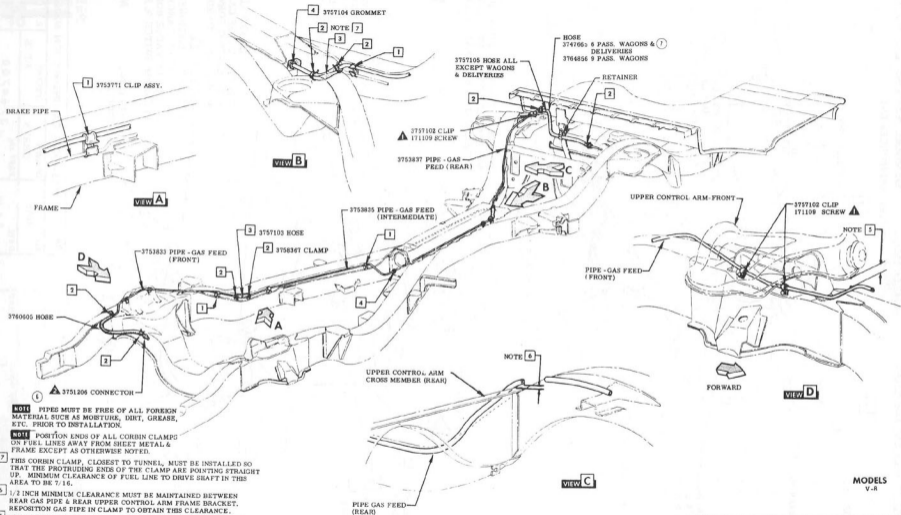 4 3757104 GROMMET
2 NOTE 7
3
2
1
1 3753771 CLIP ASSY.
BRAKE PIPE
FRAME
VIEW A
VIEW B
HOSE
3747665 6 PASS. WAGONS & 7
DELIVERIES
3764856 9 PASS. WAGONS
3757105 HOSE ALL
EXCEPT WAGONS
& DELIVERIES
RETAINER
2
2
3757102 CLIP
171109 SCREW
3753837 PIPE - GAS
FEED (REAR)
C
B
3753835 PIPE - GAS FEED
(INTERMEDIATE)
3 3757103 HOSE
2 3758367 CLAMP
1
3753833 PIPE - GAS FEED
(FRONT)
D
2
2
1
4
A
3760605 HOSE
2
3751206 CONNECTOR
6
UPPER CONTROL ARM-FRONT
3757102 CLIP
171109 SCREW
NOTE 5
PIPE-GAS FEED
(FRONT)
FORWARD
VIEW D
NOTE 6
UPPER CONTROL ARM
CROSS MEMBER (REAR)
PIPE GAS FEED
(REAR)
VIEW C
NOTE PIPES MUST BE FREE OF ALL FOREIGN
MATERIAL SUCH AS MOISTURE, DIRT, GREASE,
ETC. PRIOR TO INSTALLATION.
NOTE POSITION ENDS OF ALL CORBIN CLAMPS
ON FUEL LINES AWAY FROM SHEET METAL &
FRAME EXCEPT AS OTHERWISE NOTED.
7 THIS CORBIN CLAMP, CLOSEST TO TUNNEL, MUST BE INSTALLED SO
THAT THE PROTRUDING ENDS OF THE CLAMP ARE POINTING STRAIGHT
UP. MINIMUM CLEARANCE OF FUEL LINE TO DRIVE SHAFT IN THIS
AREA TO BE 7/16.
6 1/2 INCH MINIMUM CLEARANCE MUST BE MAINTAINED BETWEEN
REAR GAS PIPE & REAR UPPER CONTROL ARM FRAME BRACKET.
REPOSITION GAS PIPE IN CLAMP TO OBTAIN THIS CLEARANCE.
MODELS
V-8